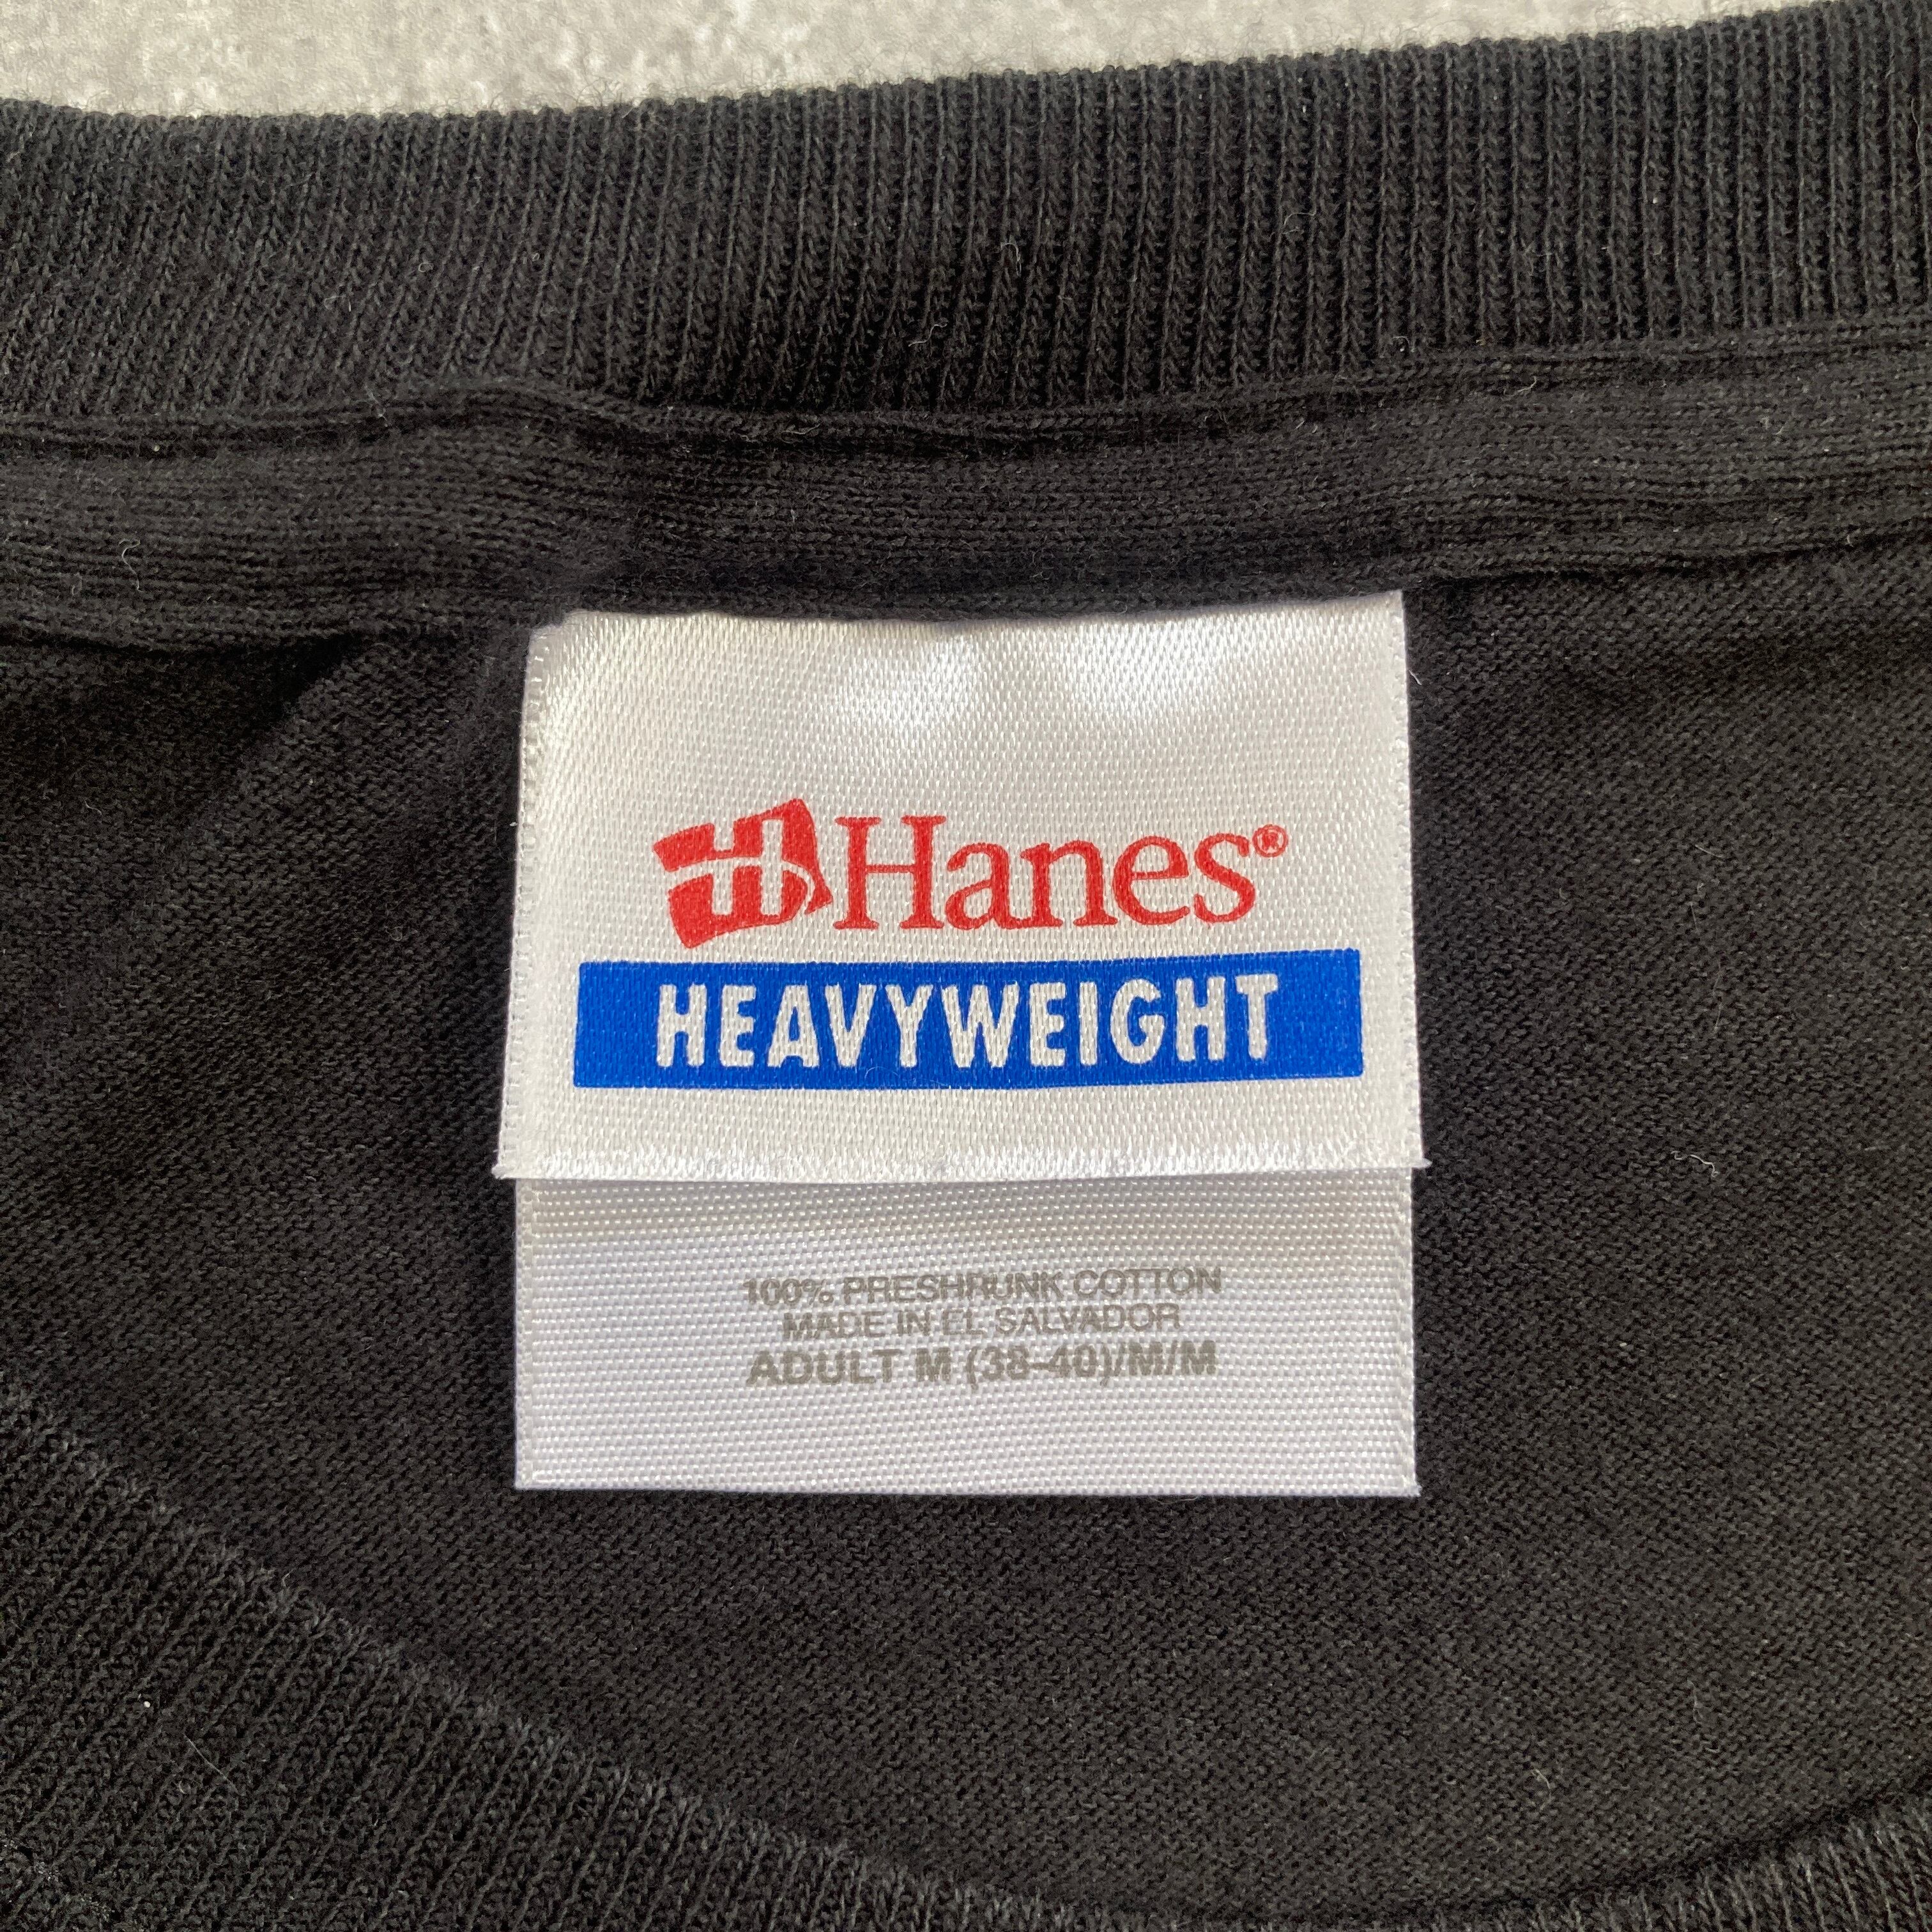 Hanes®
HEAVYWEIGHT
100% PRESHRUNK COTTON
MADE IN EL SALVADOR
ADULT M (38-40)/M/M